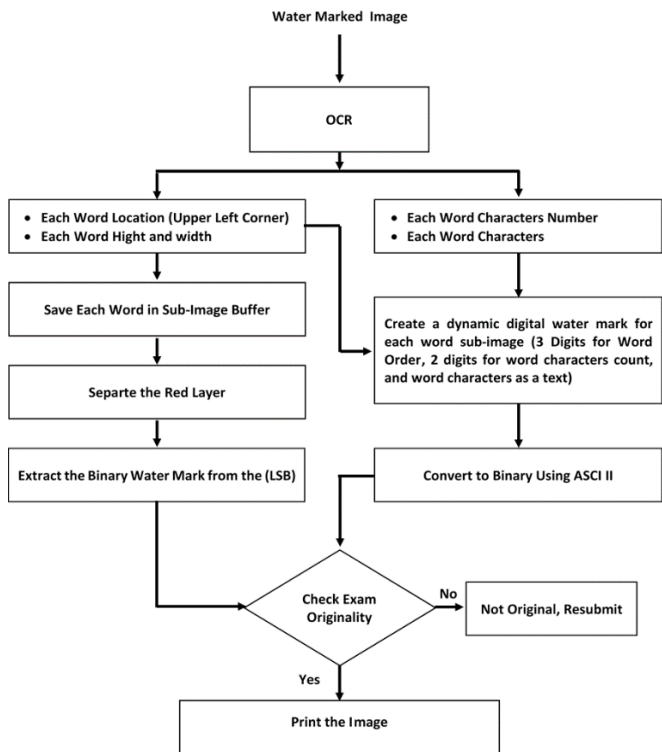 Water Marked Image
OCR
• Each Word Location (Upper Left Corner)
• Each Word Hight and width
• Each Word Characters Number
• Each Word Characters
Save Each Word in Sub-Image Buffer
Create a dynamic digital water mark for
each word sub-image (3 Digits for Word
Order, 2 digits for word characters count,
and word characters as a text)
Separte the Red Layer
Extract the Binary Water Mark from the (LSB)
Convert to Binary Using ASCI II
Check Exam
Originality
No
Not Original, Resubmit
Yes
Print the Image